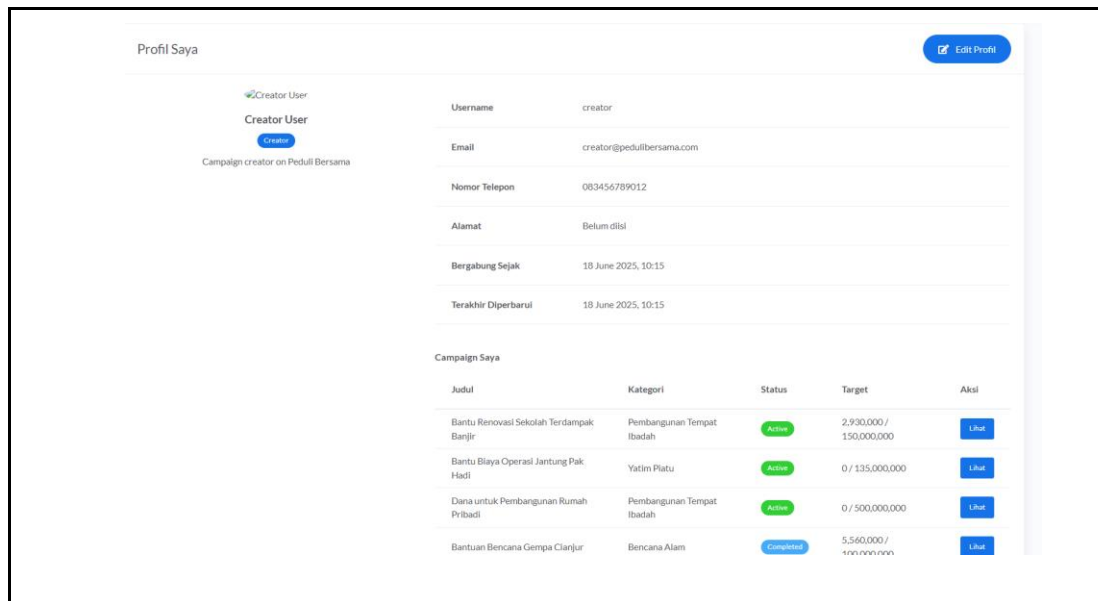 Profil Saya
Edit Profil
Creator User
Creator User
Creator
Campaign creator on Peduli Bersama
Username creator
Email creator@pedulibersama.com
Nomor Telepon 083456789012
Alamat Belum diisi
Bergabung Sejak 18 June 2025, 10:15
Terakhir Diperbarui 18 June 2025, 10:15
Campaign Saya
Judul Kategori Status Target Aksi
Bantu Renovasi Sekolah Terdampak Pembangunan Tempat 2,930,000 /
Banjir Ibadah Active 150,000,000 Lihat
Bantu Biaya Operasi Jantung Pak
Hadi Yatim Piatu Active 0 / 135,000,000 Lihat
Dana untuk Pembangunan Rumah Pembangunan Tempat
Pribadi Ibadah Active 0 / 500,000,000 Lihat
Bantuan Bencana Gempa Cianjur Bencana Alam Completed 5,560,000 / Lihat
100,000,000